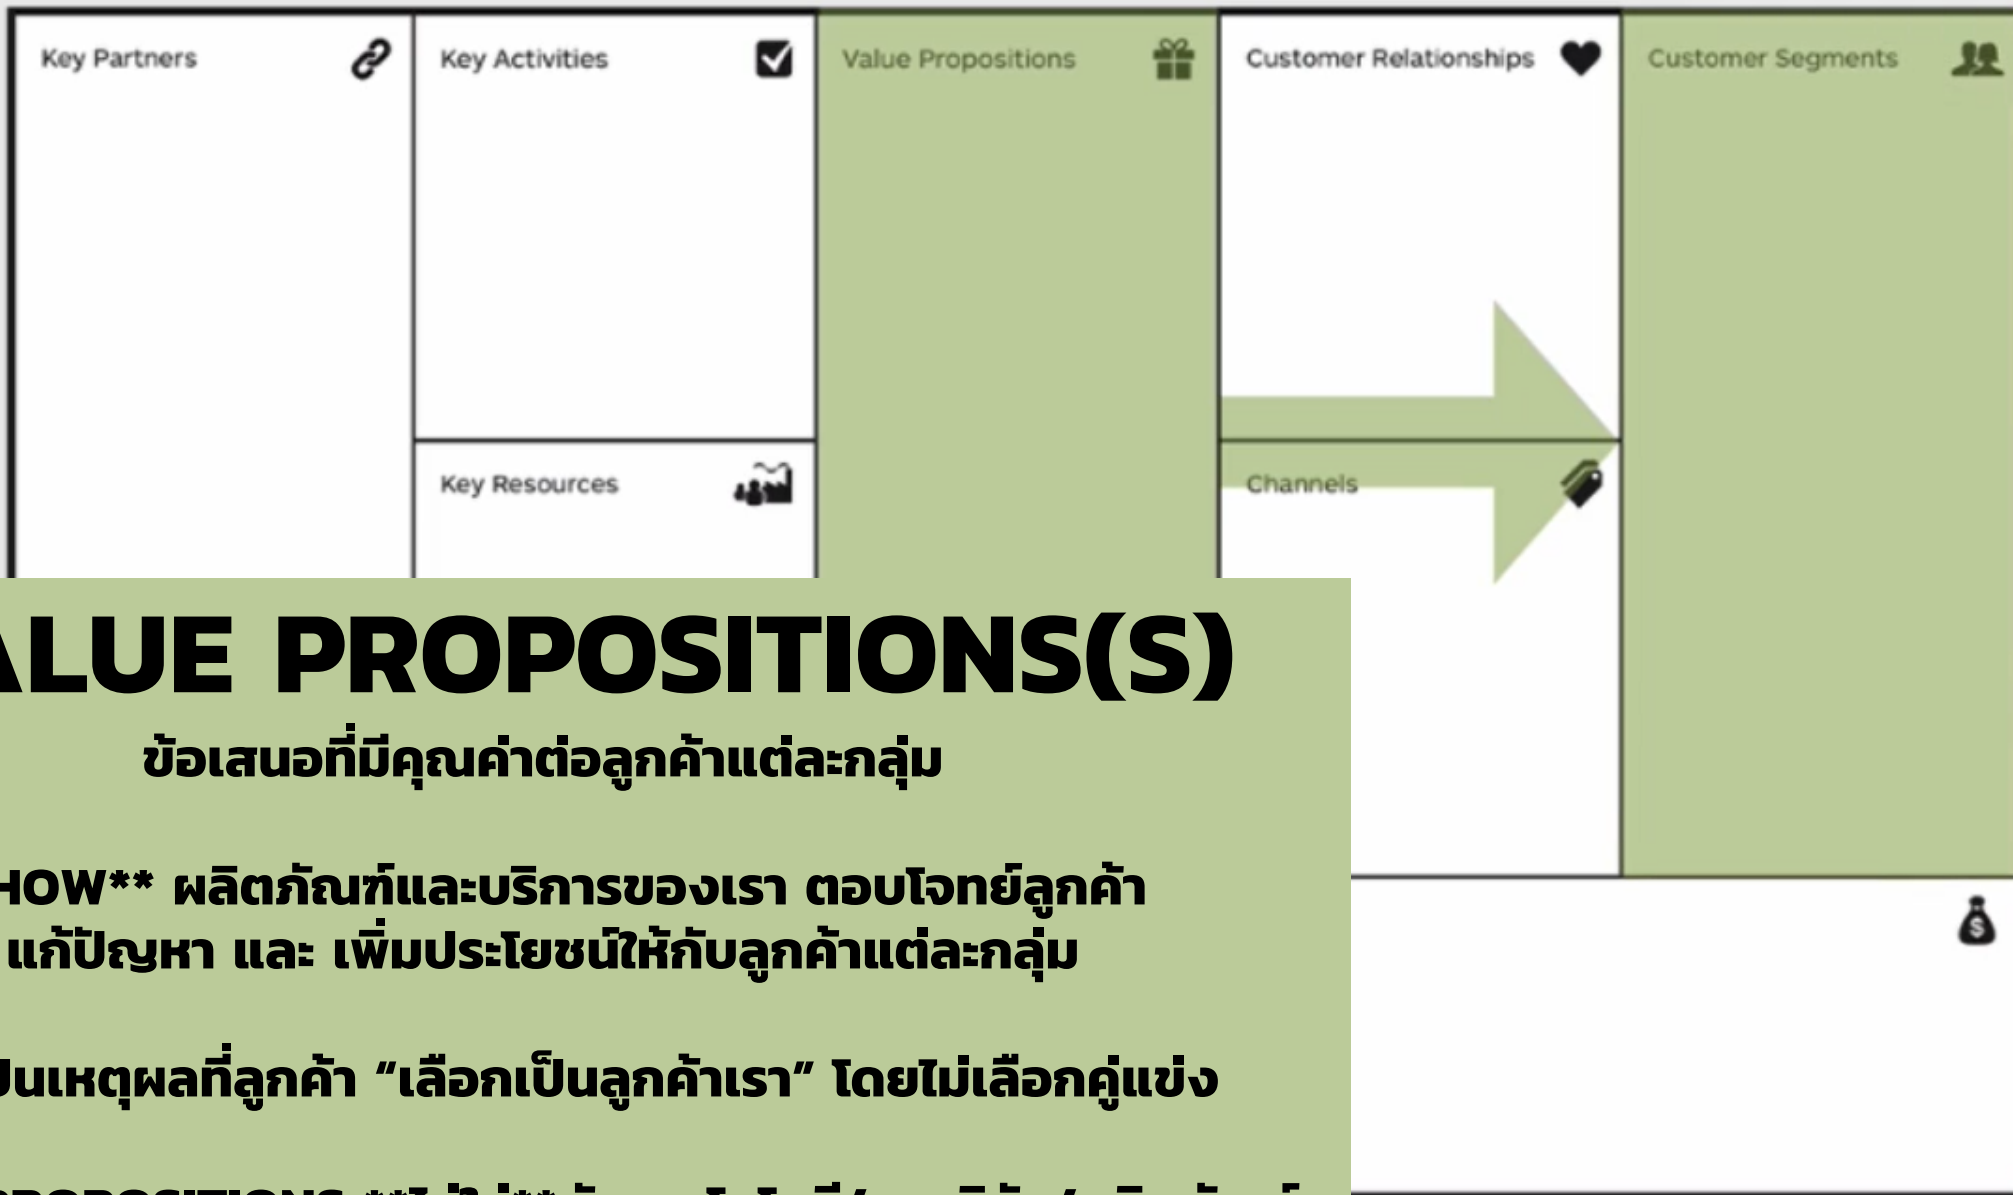 Key Partners
Key Activities
Value Propositions
Customer Relationships
Customer Segments
Key Resources
Channels
ALUE PROPOSITIONS(S)
ข้อเสนอที่มีคุณค่าต่อลูกค้าแต่ละกลุ่ม
HOW** ผลิตภัณฑ์และบริการของเรา ตอบโจทย์ลูกค้า
แก้ปัญหา และ เพิ่มประโยชน์ให้กับลูกค้าแต่ละกลุ่ม
ป็นเหตุผลที่ลูกค้า “เลือกเป็นลูกค้าเรา” โดยไม่เลือกคู่แข่ง
PROPOSITIONS